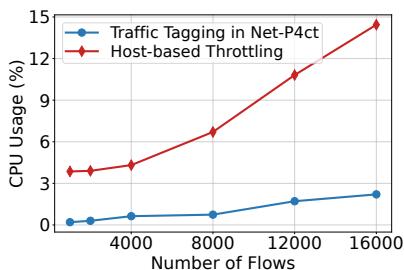 15
12
9
6
3
0
CPU Usage (%)
Traffic Tagging in Net-P4ct
Host-based Throttling
4000 8000 12000 16000
Number of Flows